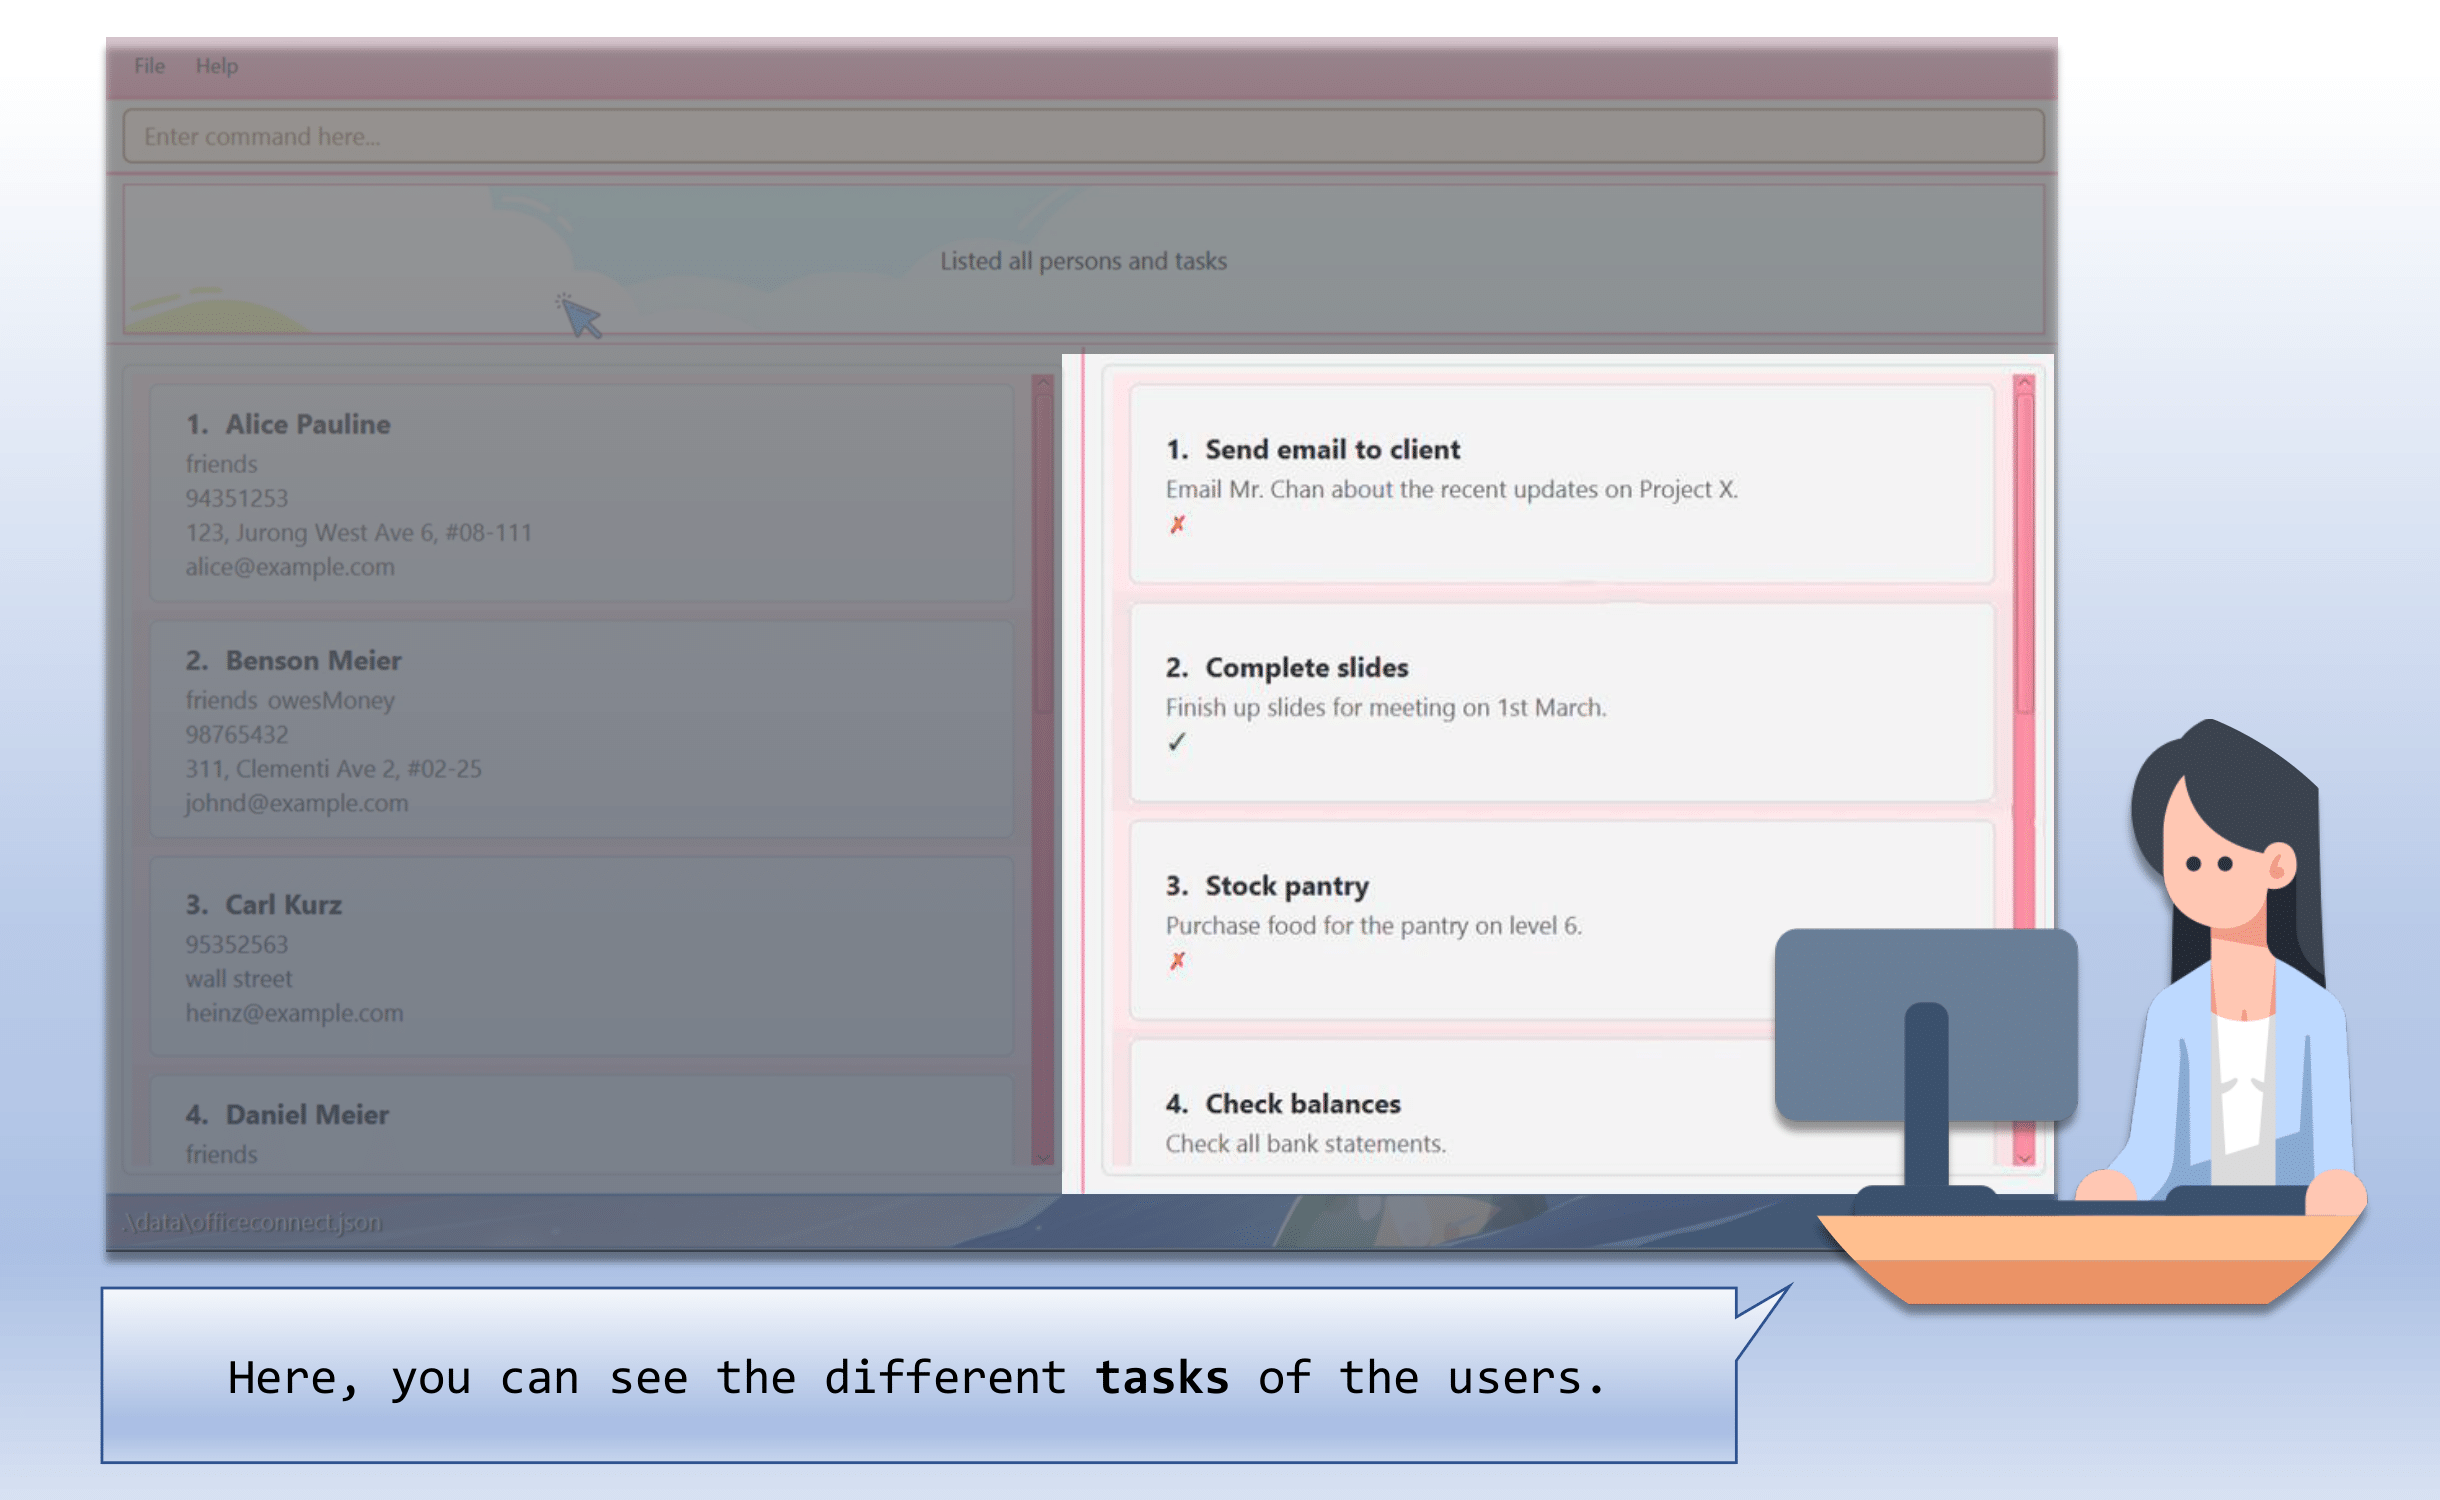 File Help
Enter command here...
Listed all persons and tasks
1. Alice Pauline
friends
94351253
123, Jurong West Ave 6, #08-111
alice@example.com
2. Benson Meier
friends owesMoney
98765432
311, Clementi Ave 2, #02-25
johnd@example.com
3. Carl Kurz
95352563
wall street
heinz@example.com
4. Daniel Meier
friends
1. Send email to client
Email Mr. Chan about the recent updates on Project X.
✗
2. Complete slides
Finish up slides for meeting on 1st March.
✓
3. Stock pantry
Purchase food for the pantry on level 6.
✗
4. Check balances
Check all bank statements.
.\data\officeconnect.json
Here, you can see the different tasks of the users.